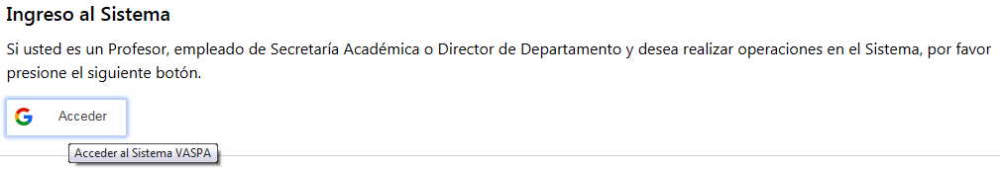 Ingreso al Sistema
Si usted es un Profesor, empleado de Secretaría Académica o Director de Departamento y desea realizar operaciones en el Sistema, por favor
presione el siguiente botón.
Acceder
Acceder al Sistema VASPA